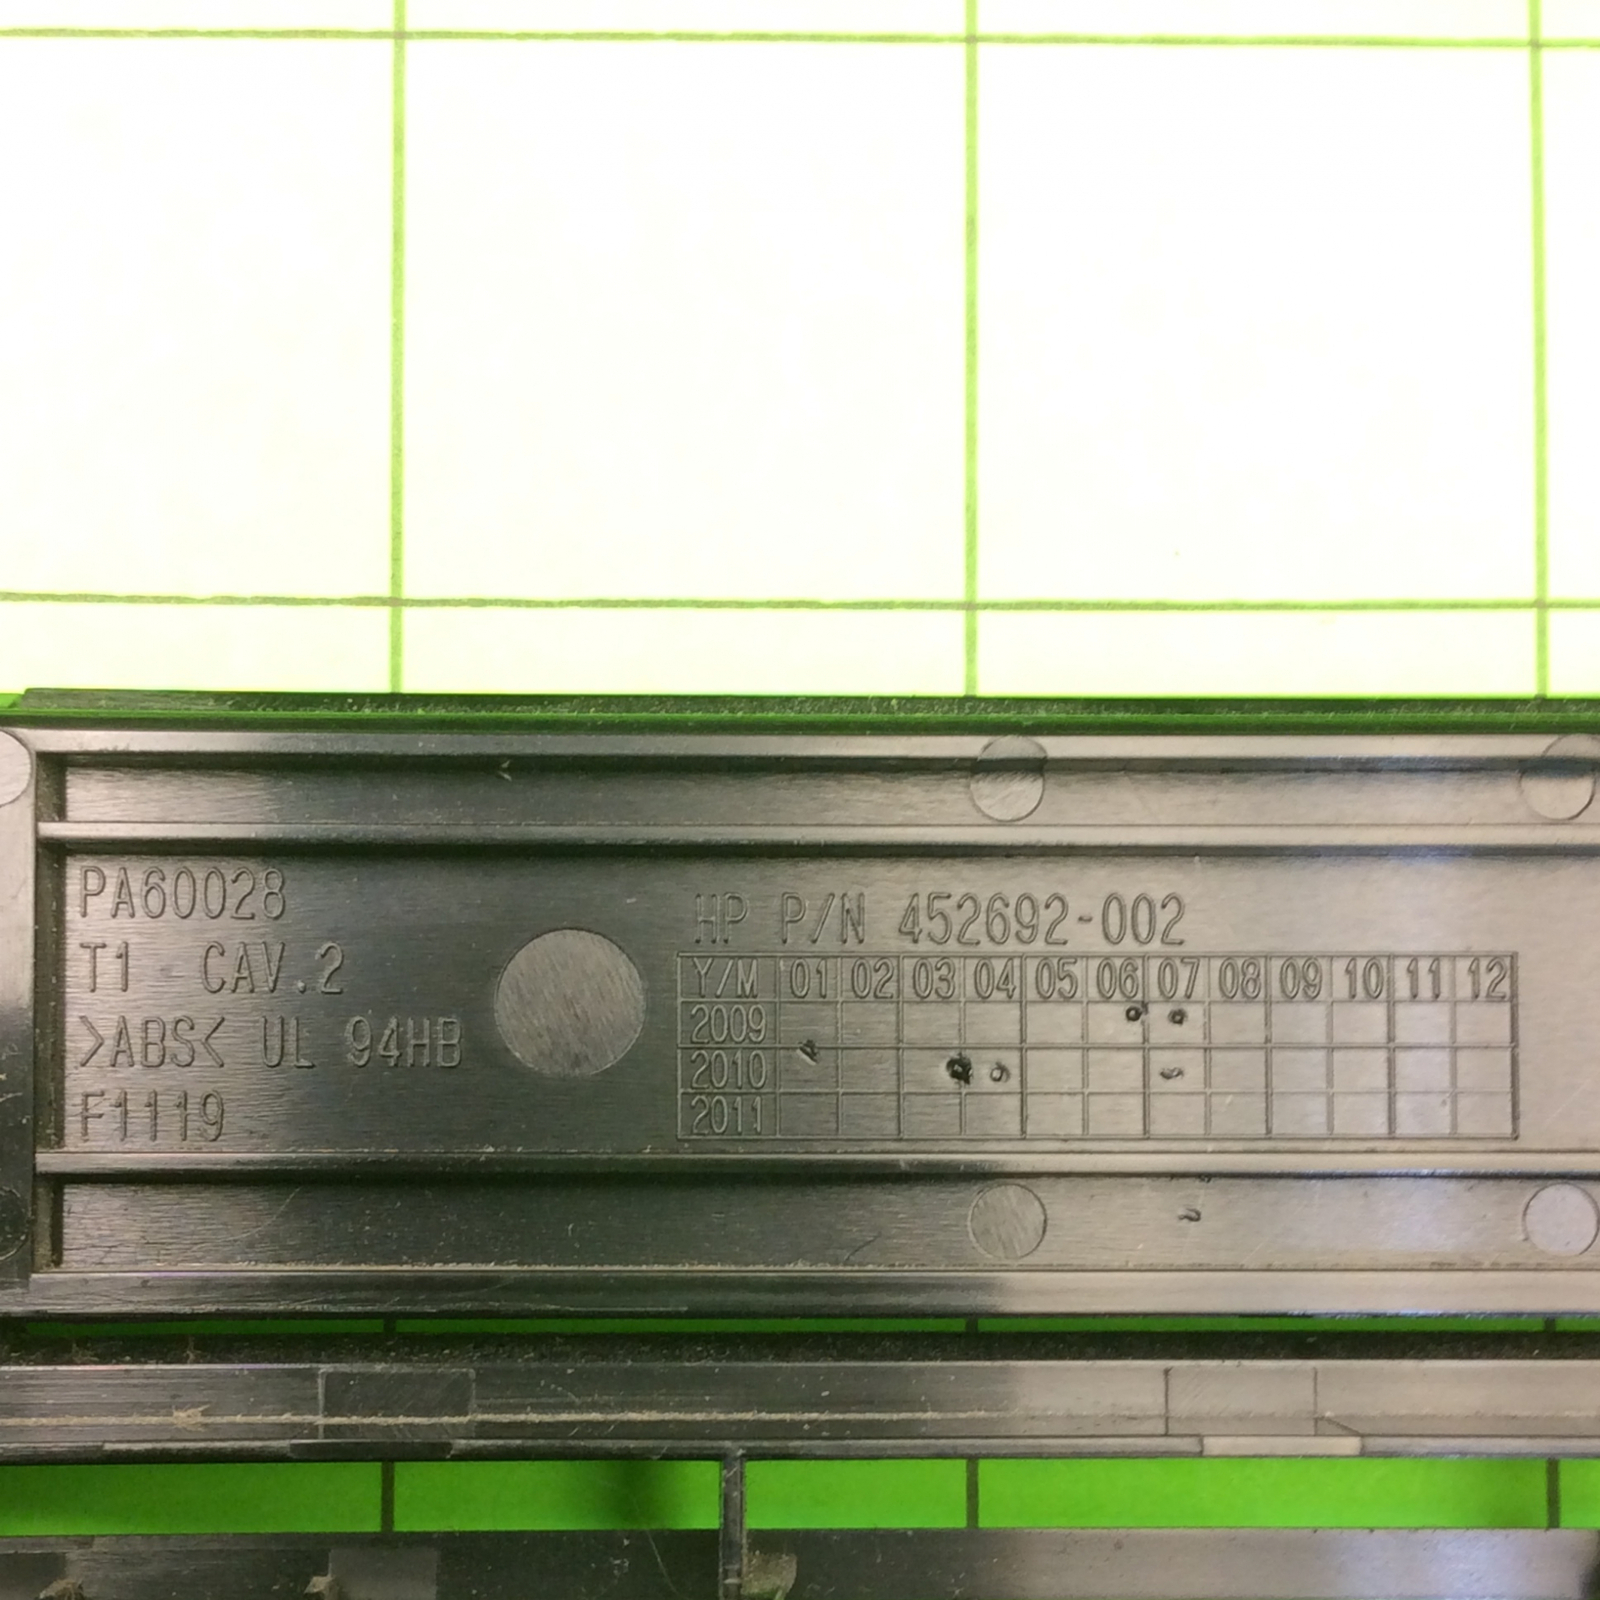 PA60028
T1 CAV.2
>ABS< UL 94HB
F1119
HP P/N 452692-002
Y/M 01 02 03 04 05 06 07 08 09 10 11 12
2009
2010
2011